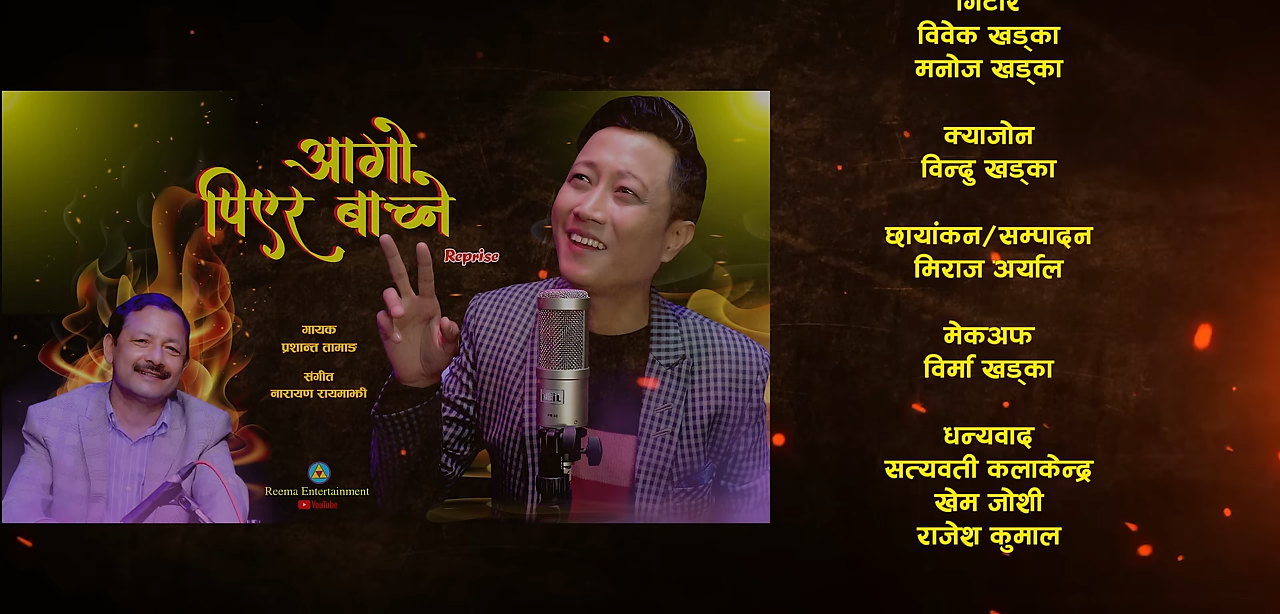 आगो
पिएर बाच्ने
Reprise
गायक
प्रशान्त तामाङ
संगीत
नारायण रायमाझी
Reema Entertainment
YouTube
गिटार
विवेक खड्का
मनोज खड्का
क्याजोन
विन्दु खड्का
छायांकन/सम्पादन
मिराज अर्याल
मेकअफ
विर्मा खड्का
धन्यवाद
सत्यवती कलाकेन्द्र
खेम जोशी
राजेश कुमाल